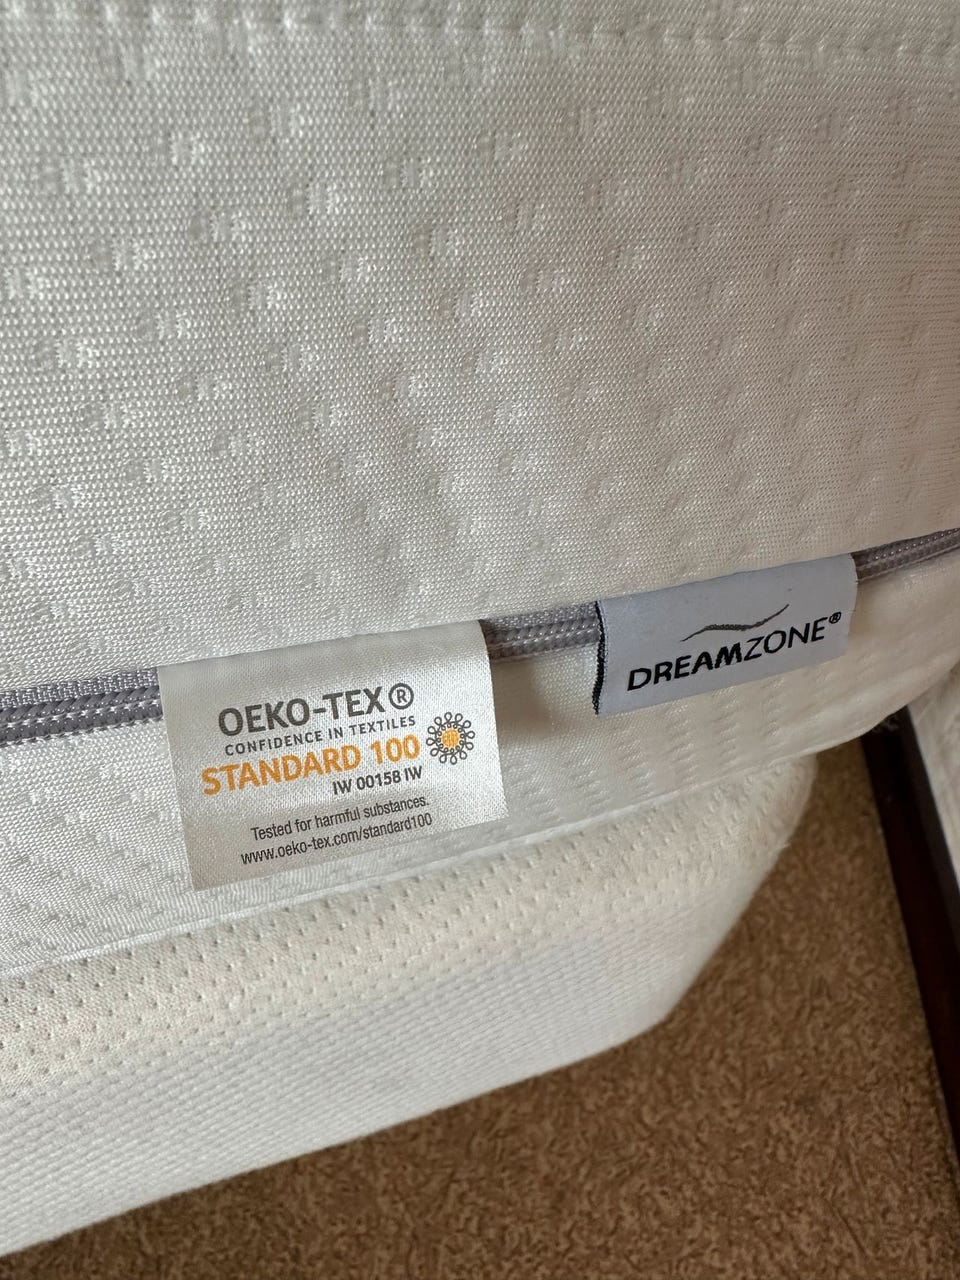 OEKO-TEX®
CONFIDENCE IN TEXTILES
STANDARD 100
IW 00158 IW
Tested for harmful substances.
www.oeko-tex.com/standard100
DREAMZONE®